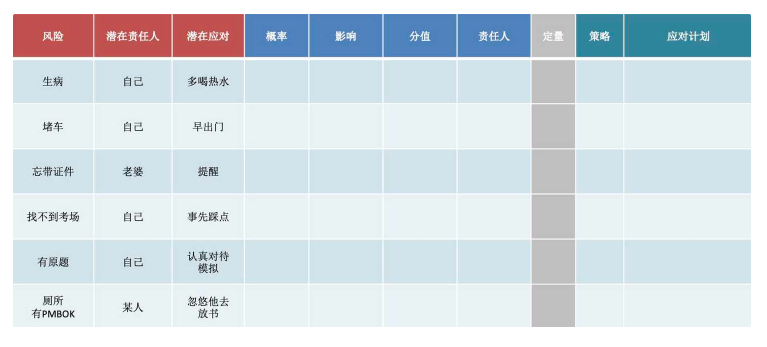 风险 潜在责任人 潜在应对 概率 影响 分值 责任人 定量 策略 应对计划
生病 自己 多喝热水
堵车 自己 早出门
忘带证件 老婆 提醒
找不到考场 自己 事先踩点
有原题 自己 认真对待
模拟
厕所
有PMBOK 某人 忽悠他去
放书